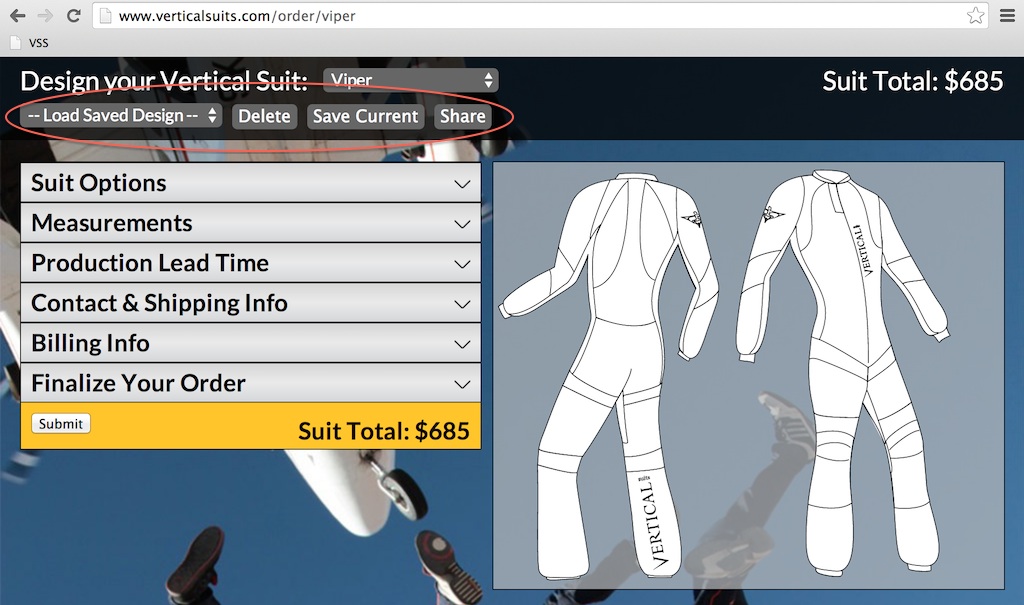 www.verticalsuits.com/order/viper
VSS
Design your Vertical Suit: Viper
Suit Total: $685
-- Load Saved Design -- Delete Save Current Share
Suit Options
Measurements
Production Lead Time
Contact & Shipping Info
Billing Info
Finalize Your Order
Submit
Suit Total: $685
VERTICAL suits
VERTICAL